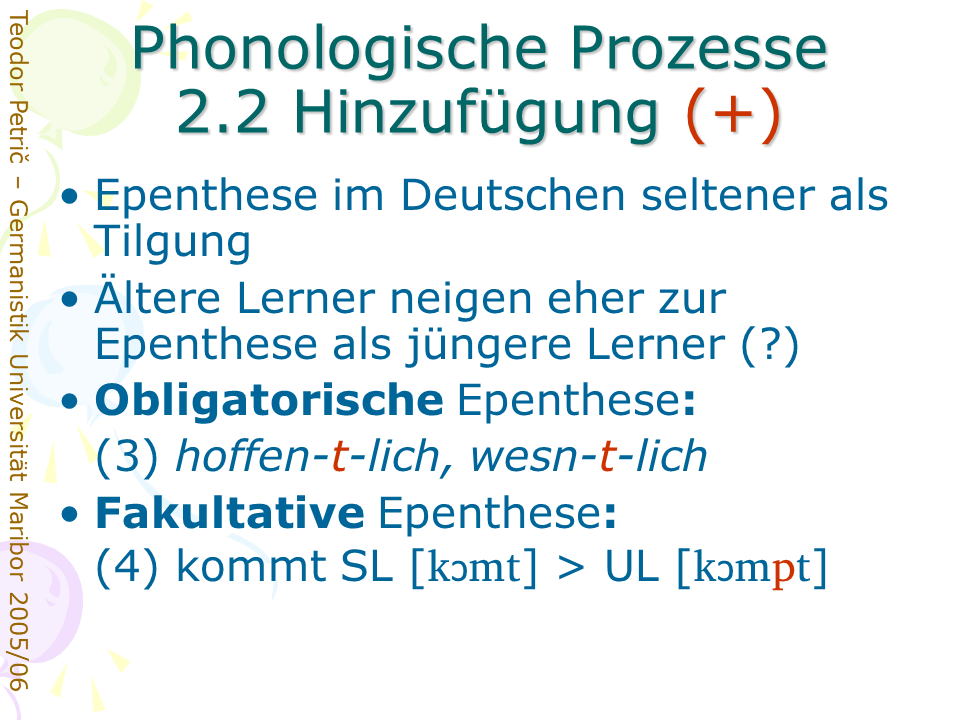 Phonologische Prozesse
2.2 Hinzufügung (+)
• Epenthese im Deutschen seltener als
Tilgung
• Ältere Lerner neigen eher zur
Epenthese als jüngere Lerner (?)
• Obligatorische Epenthese:
(3) hoffen-t-lich, wesn-t-lich
• Fakultative Epenthese:
(4) kommt SL [kɔmt] > UL [kɔmpt]
Teodor Petrič – Germanistik Universität Maribor 2005/06